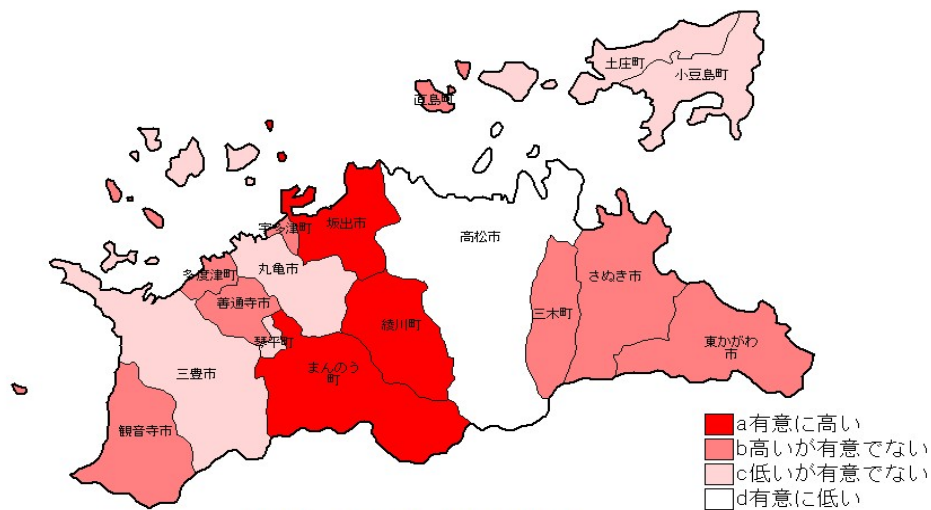 土庄町
小豆島町
直島町
宇多津町
坂出市
高松市
丸亀市
多度津町
さぬき市
善通寺市
三木町
綾川町
琴平町
東かがわ
市
まんのう
町
三豊市
観音寺市
a有意に高い
b高いが有意でない
c低いが有意でない
d有意に低い